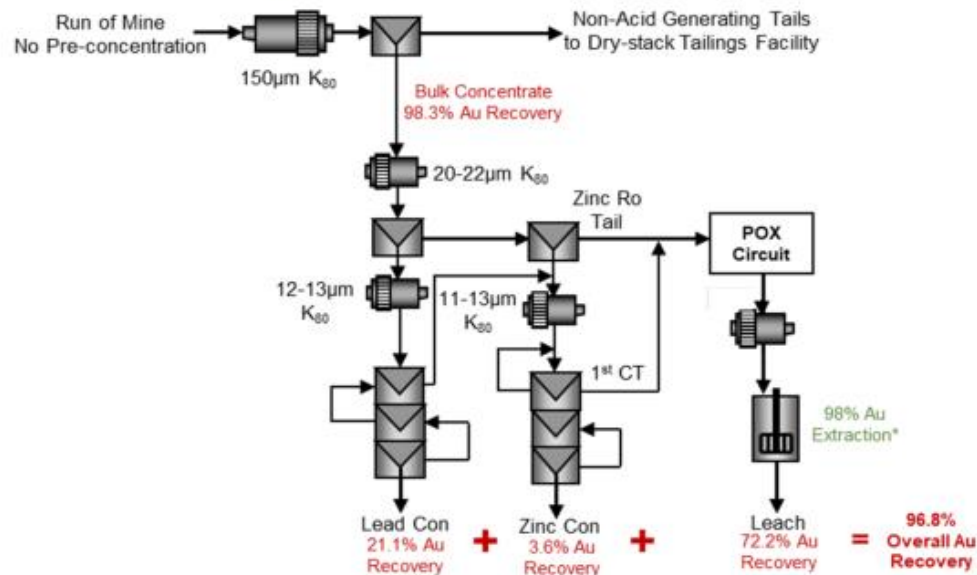 Run of Mine
No Pre-concentration
Non-Acid Generating Tails
to Dry-stack Tailings Facility
150µm K80
Bulk Concentrate
98.3% Au Recovery
20-22µm K80
Zinc Ro
Tail
POX
Circuit
12-13µm
K80
11-13µm
K80
1st CT
98% Au
Extraction*
Lead Con
21.1% Au
Recovery
+
Zinc Con
3.6% Au
Recovery
+
Leach
72.2% Au
Recovery
=
96.8%
Overall Au
Recovery